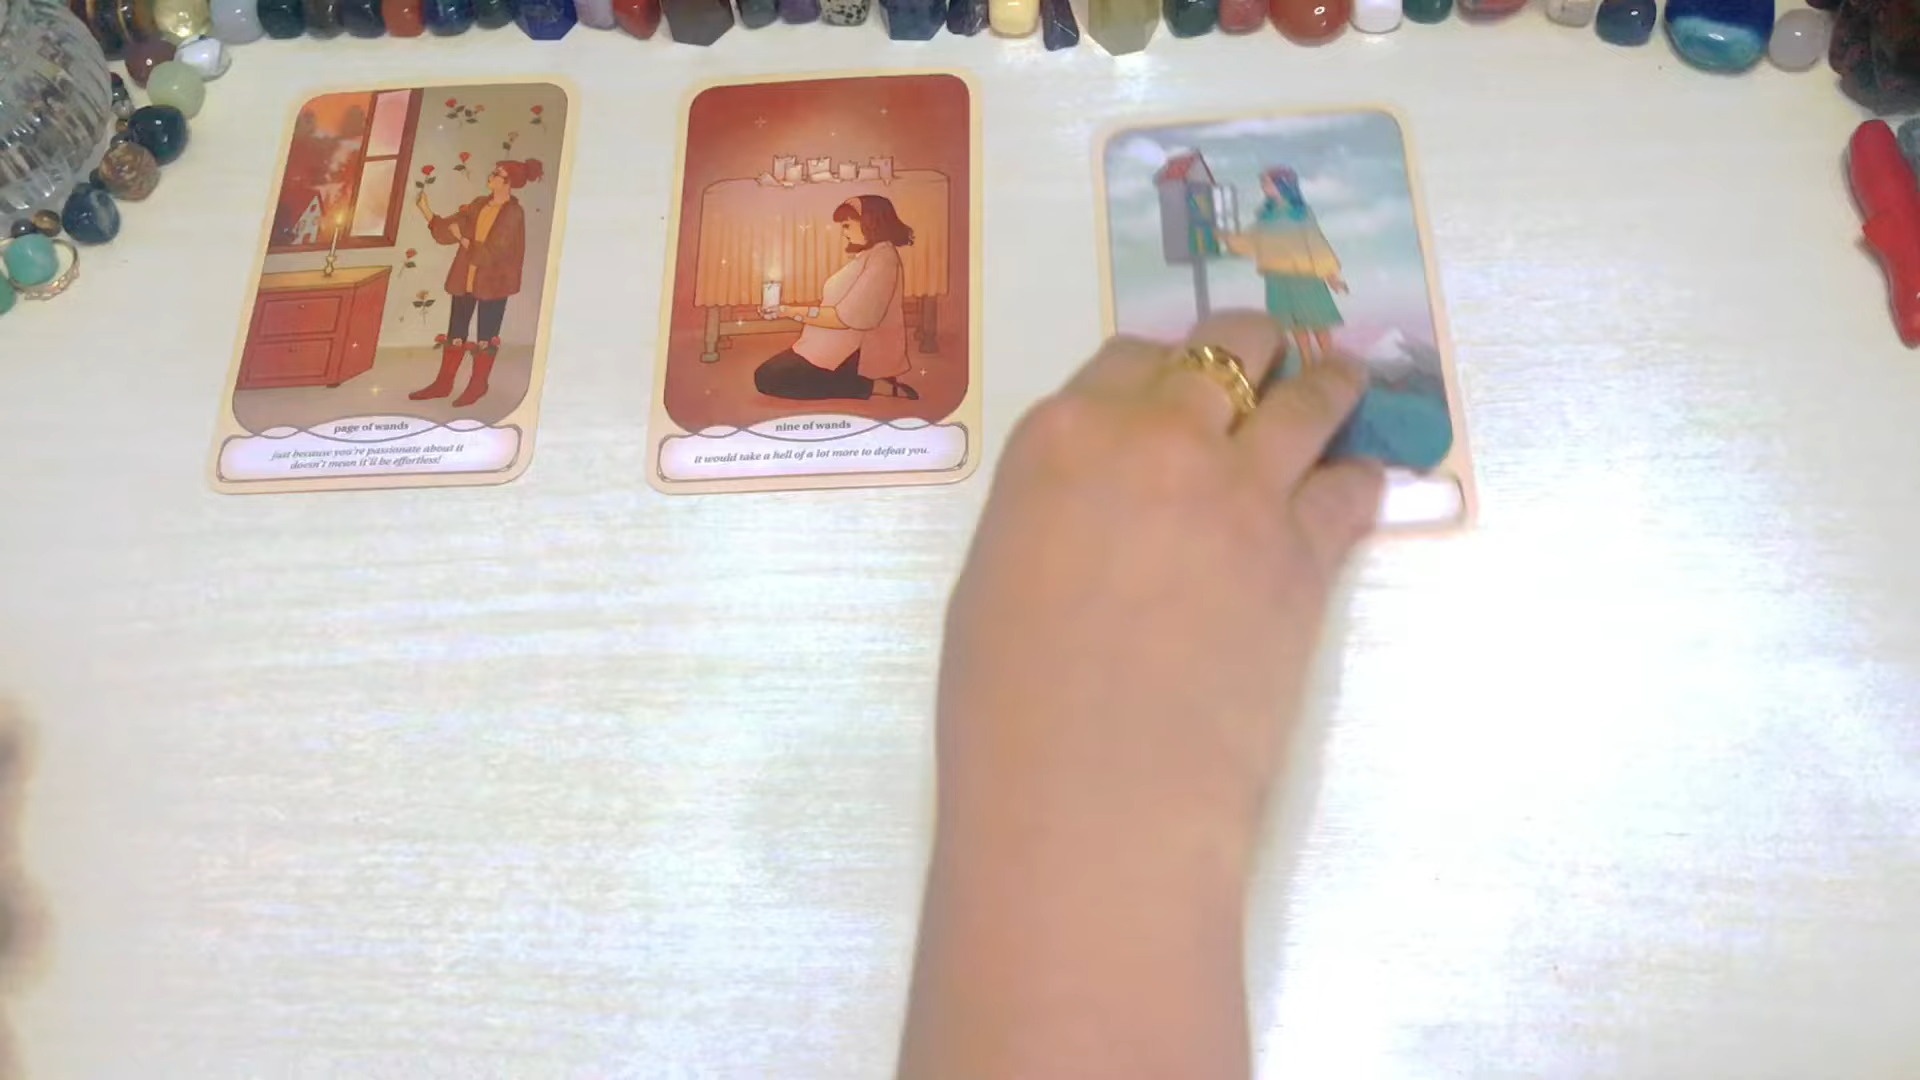 page of wands
just because you're passionate about it
doesn't mean it'll be effortless!
nine of wands
it would take a hell of a lot more to defeat you.